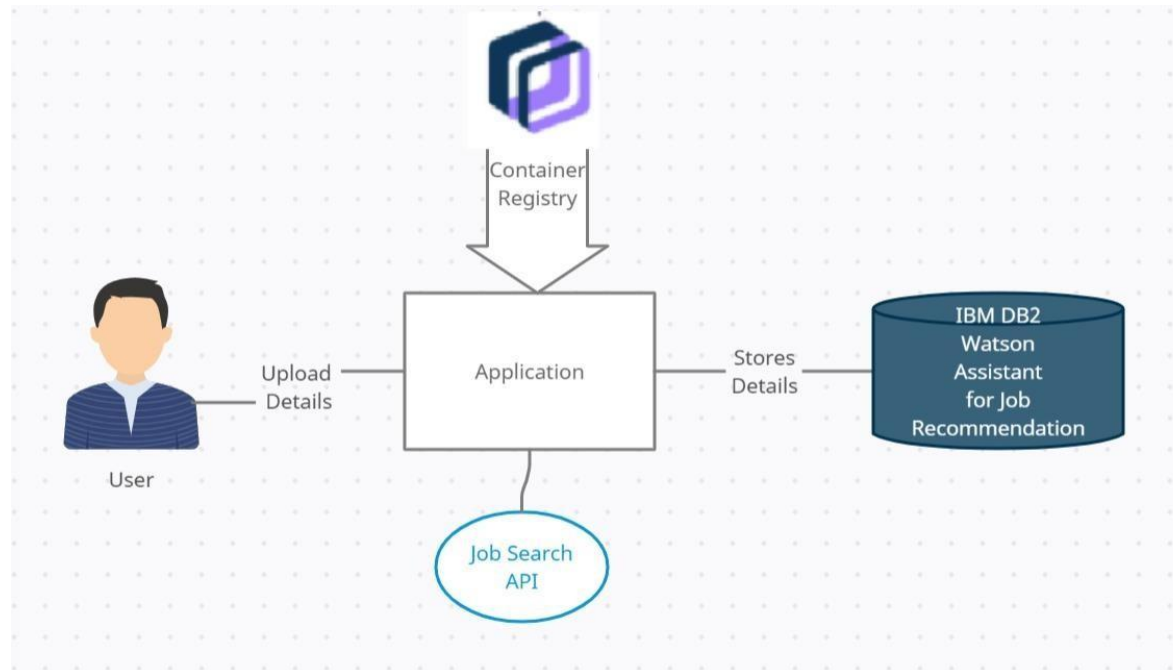 Container
Registry
Upload
Details
User
Application
Stores
Details
IBM DB2
Watson
Assistant
for Job
Recommendation
Job Search
API